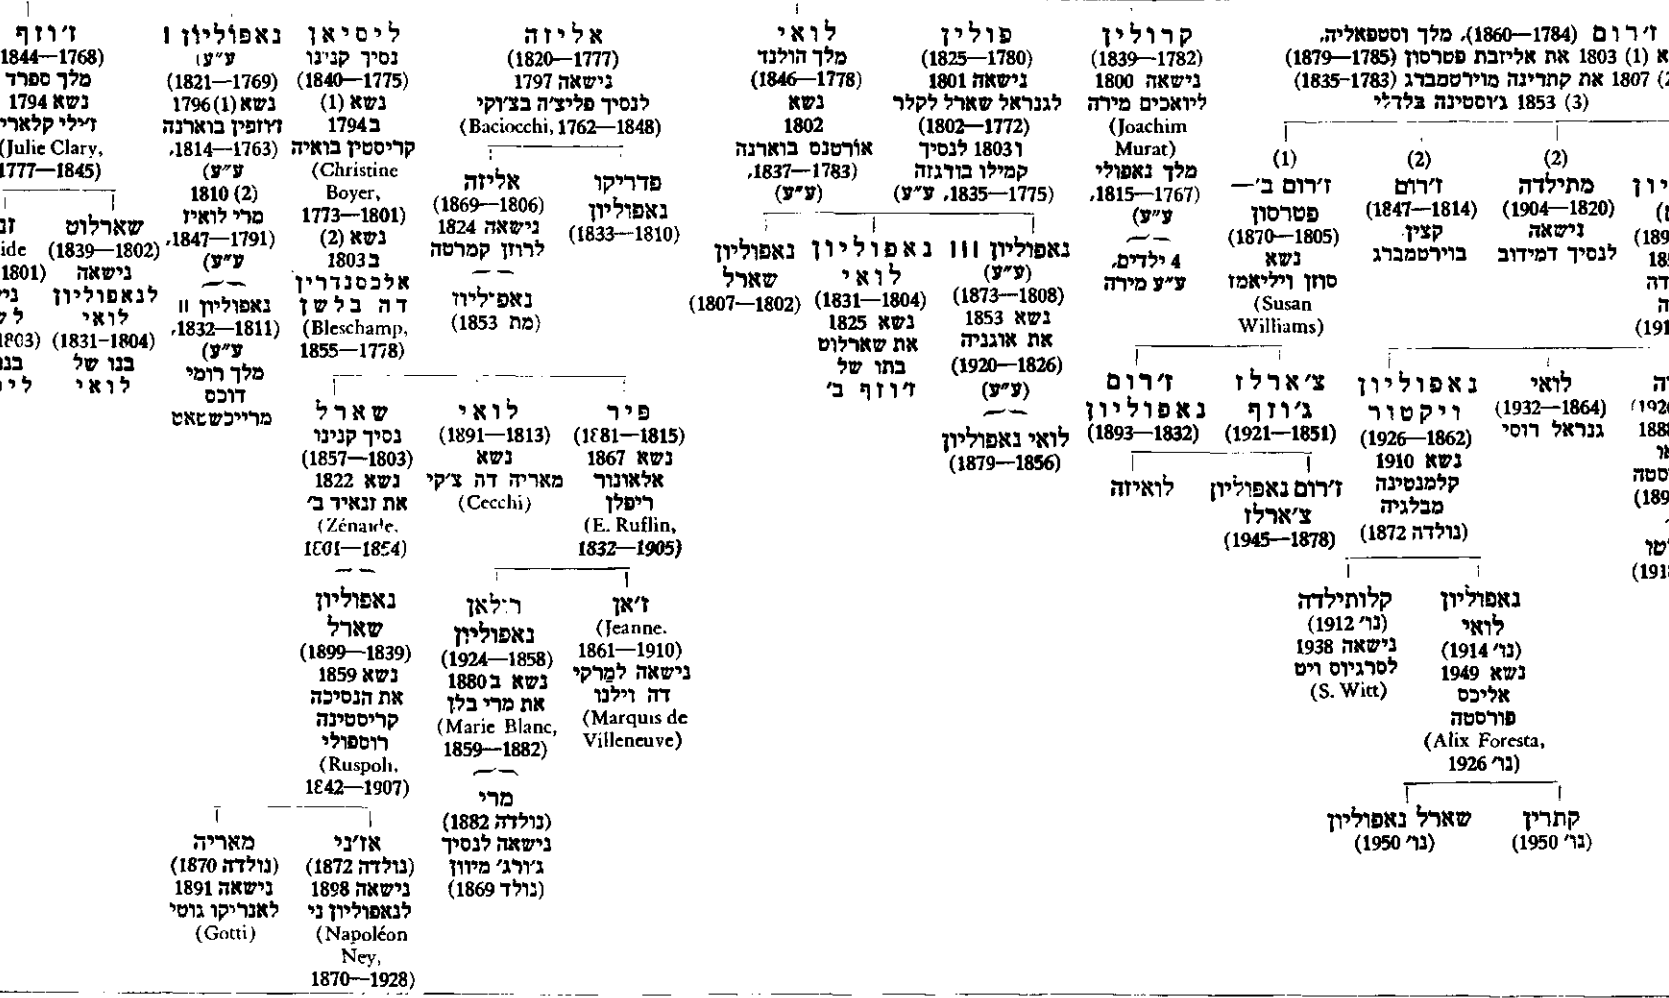 ז׳רום (1784—1860), מלך וסטפאליה,
1803 (1) את אליזבת פטרסון (1785—1879)
1807 את קתרינה מוירטמברג (1783—1835)
(3) 1853 ג׳וסטינה בלדלי
(1)
ז׳רום ב׳—
פטרסון
(1805—1870)
נשא
סוזן ויליאמז
(Susan
Williams)
(2)
ז׳רום
(1814—1847)
קצין
בוירטמברג
(2)
מתילדה
(1820—1904)
נישאה
לנסיך דמידוב
ז׳רום
נאפוליון
(1832—1893)
צ׳ארלז
ג׳וזף
(1851—1921)
לואיזה
ז׳רום נאפוליון
צ׳ארלז
(1878—1945)
נאפוליון
ויקטור
(1862—1926)
נשא 1910
קלמנטינה
מבלגיה
(נולדה 1872)
לואי
(1864—1932)
גנראל רוסי
קלותילדה
(נו׳ 1912)
נישאה 1938
לסרגיוס ויט
(S. Witt)
נאפוליון
לואי
(נו׳ 1914)
נשא 1949
אליכס
פורסטה
(Alix Foresta,
נו׳ 1926)
שארל נאפוליון
(נו׳ 1950)
קתרין
(נו׳ 1950)
קרולין
(1782—1839)
נישאה 1800
ליואכים מירה
(Joachim
Murat)
מלך נאפולי
(1767—1815,
ע״ע)
4 ילדים,
ע״ע מירה
פולין
(1780—1825)
נישאה 1801
לגנראל שארל לקלר
(1772—1802)
ו1803 לנסיך
קמילו בורגזה
(1775—1835, ע״ע)
לואי
מלך הולנד
(1778—1846)
נשא
1802
אורטנס בוארנה
(1783—1837,
ע״ע)
נאפוליון III
(ע״ע)
(1808—1873)
נשא 1853
את אוגניה
(1826—1920)
(ע״ע)
לואי נאפוליון
(1856—1879)
נאפוליון
לואי
(1804—1831)
נשא 1825
את שארלוט
בתו של
ז׳וזף ב׳
נאפוליון
שארל
(1802—1807)
אליזה
(1777—1820)
נישאה 1797
לנסיך פליצ׳ה בצ׳וקי
(Baciocchi, 1762—1848)
פדריקו
נאפוליון
(1810—1833)
אליזה
(1806—1869)
נישאה 1824
לרוזן קמרטה
נאפוליון
(מת 1853)
ליסיאן
נסיך קנינו
(1775—1840)
נשא (1)
ב1794
קריסטין בואיה
(Christine
Boyer,
1773—1801)
נשא (2)
ב1803
אלכסנדרין
דה בלשן
(Bleschamp,
1778—1855)
פיר
(1815—1881)
נשא 1867
אלאונור
ריפלן
(E. Ruflin,
1832—1905)
לואי
(1813—1891)
נשא
מאריה דה צ׳קי
(Cecchi)
שארל
נסיך קנינו
(1803—1857)
נשא 1822
את זנאיד ב׳
(Zénaide,
1801—1854)
ז׳אן
(Jeanne.
1861—1910)
נישאה למרקי
דה וילנו
(Marquis de
Villeneuve)
רולאן
נאפוליון
(1858—1924)
נשא ב1880
את מרי בלן
(Marie Blanc,
1859—1882)
מרי
(נולדה 1882)
נישאה לנסיך
ג׳ורג׳ מיוון
(נולד 1869)
נאפוליון
שארל
(1839—1899)
נשא 1859
את הנסיכה
קריסטינה
רוספולי
(Ruspoli,
1842—1907)
אז׳ני
(נולדה 1872)
נישאה 1898
לנאפוליון ני
(Napoléon
Ney,
1870—1928)
מאריה
(נולדה 1870)
נישאה 1891
לאנריקו גוטי
(Gotti)
נאפוליון I
ע״ע)
(1769—1821)
נשא (1) 1796
ז׳וזפין בוארנה
(1763—1814,
ע״ע)
(2) 1810
מרי לואיז
(1791—1847,
ע״ע)
נאפוליון II
(1811—1832,
ע״ע)
מלך רומי
דוכס
מרייכשטאט
ז׳וזף
1768—1844)
מלך ספרד
נשא 1794
ז׳ילי קלארי
(Julie Clary,
1777—1845)
שארלוט
(1802—1839)
נישאה
לנאפוליון
לואי
(1804—1831)
בנו של
לואי